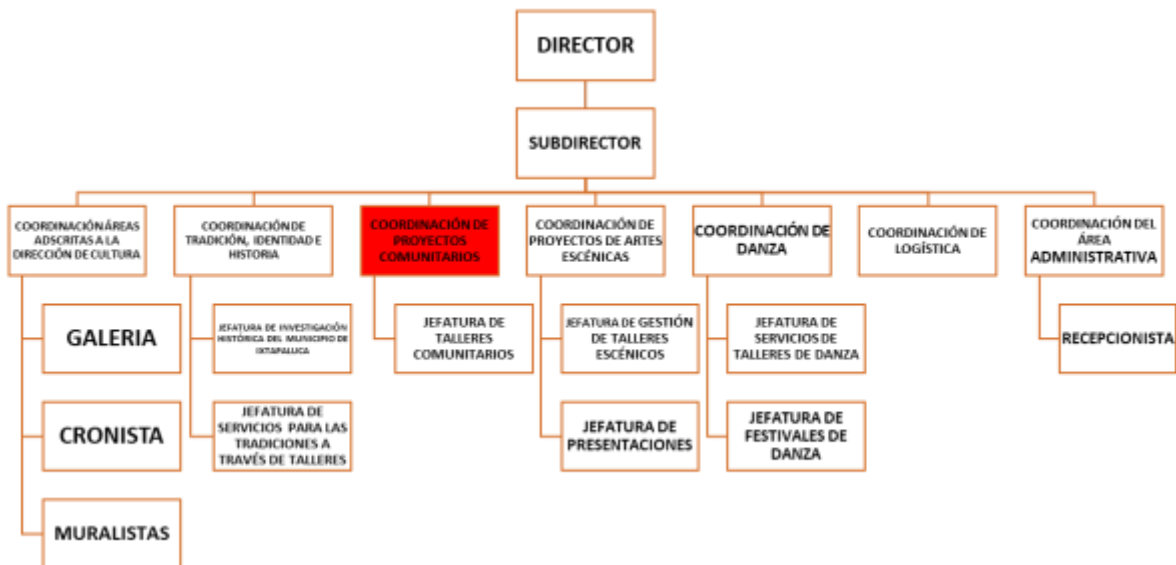 DIRECTOR
SUBDIRECTOR
COORDINACIÓN ÁREAS
ADSCRITAS A LA
DIRECCIÓN DE CULTURA
COORDINACIÓN DE
TRADICIÓN, IDENTIDAD E
HISTORIA
COORDINACIÓN DE
PROYECTOS
COMUNITARIOS
COORDINACIÓN DE
PROYECTOS DE ARTES
ESCÉNICAS
COORDINACIÓN DE
DANZA
COORDINACIÓN DE
LOGÍSTICA
COORDINACIÓN DEL
ÁREA
ADMINISTRATIVA
GALERIA
JEFATURA DE INVESTIGACIÓN
HISTÓRICA DEL MUNICIPIO DE
IXTAPALUCA
JEFATURA DE
TALLERES
COMUNITARIOS
JEFATURA DE GESTIÓN
DE TALLERES
ESCÉNICOS
JEFATURA DE
SERVICIOS DE
TALLERES DE DANZA
RECEPCIONISTA
CRONISTA
JEFATURA DE
SERVICIOS PARA LAS
TRADICIONES A
TRAVÉS DE TALLERES
JEFATURA DE
PRESENTACIONES
JEFATURA DE
FESTIVALES DE
DANZA
MURALISTAS